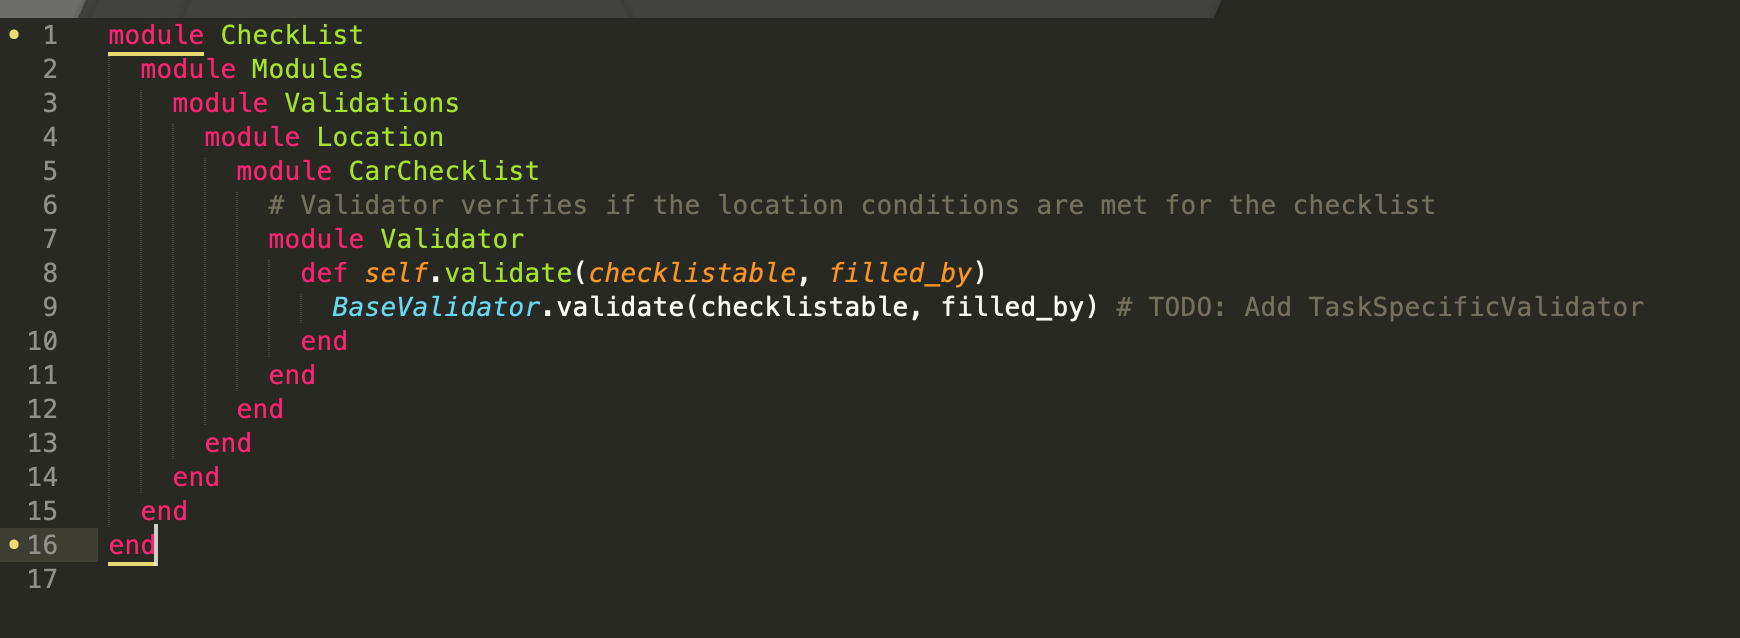 1 module CheckList
2 module Modules
3 module Validations
4 module Location
5 module CarChecklist
6 # Validator verifies if the location conditions are met for the checklist
7 module Validator
8 def self.validate(checklistable, filled_by)
9 BaseValidator.validate(checklistable, filled_by) # TODO: Add TaskSpecificValidator
10 end
11 end
12 end
13 end
14 end
15 end
16 end
17